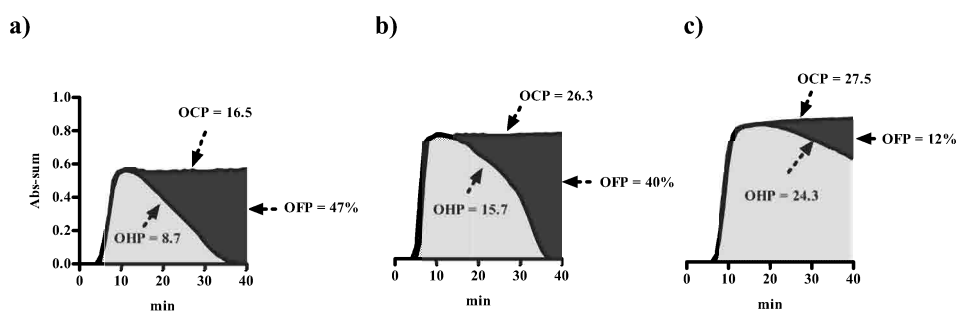 a)
1.0
0.8
0.6
0.4
0.2
0.0
Abs-sum
OCP = 16.5
OHP = 8.7
OFP = 47%
0 10 20 30 40
min
b)
OCP = 26.3
OHP = 15.7
OFP = 40%
0 10 20 30 40
min
c)
OCP = 27.5
OFP = 12%
OHP = 24.3
0 10 20 30 40
min